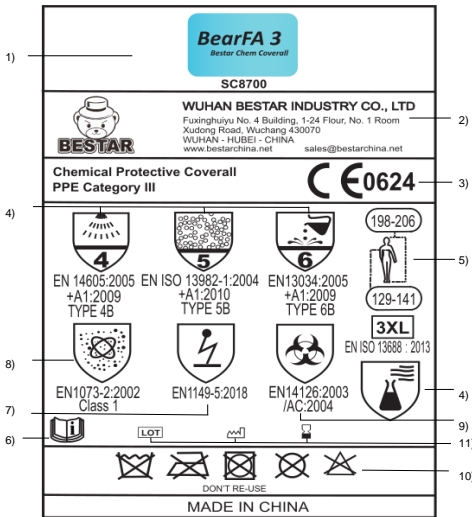 1)
BearFA 3
Bestar Chem Coverall
SC8700
BESTAR
WUHAN BESTAR INDUSTRY CO., LTD
Fuxinghuiyu No. 4 Building, 1-24 Flour, No. 1 Room
Xudong Road, Wuchang 430070
WUHAN - HUBEI - CHINA
www.bestarchina.net sales@bestarchina.net
2)
Chemical Protective Coverall
PPE Category III
CE0624
3)
4)
4
5
6
198-206
5)
129-141
EN 14605:2005
+A1:2009
TYPE 4B
EN ISO 13982-1:2004
+A1:2010
TYPE 5B
EN13034:2005
+A1:2009
TYPE 6B
3XL
EN ISO 13688 : 2013
8)
4)
EN1073-2:2002
Class 1
EN1149-5:2018
EN14126:2003
/AC:2004
7)
9)
6)
i
LOT
11)
10)
DON'T RE-USE
MADE IN CHINA